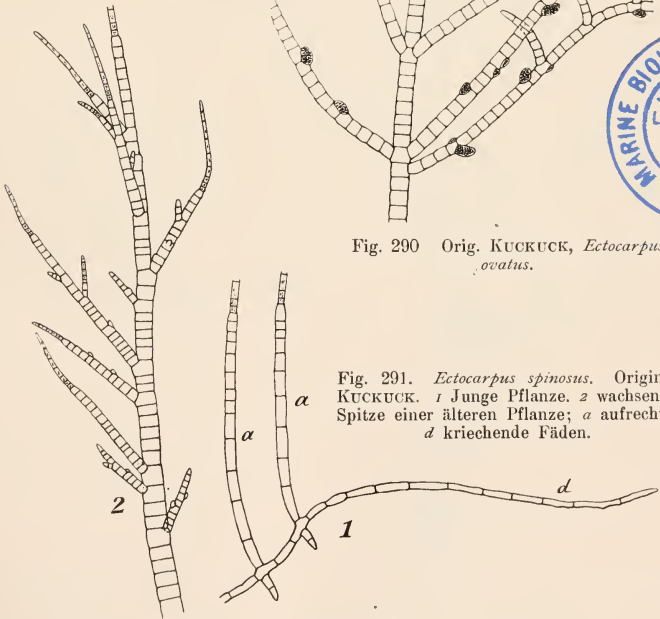 MARINE BIO
Fig. 290 Orig. KUCKUCK, Ectocarpus
ovatus.
Fig. 291. Ectocarpus spinosus. Origin
KUCKUCK. 1 Junge Pflanze. 2 wachsen
Spitze einer älteren Pflanze; a aufrech
d kriechende Fäden.
a
a
d
2
1